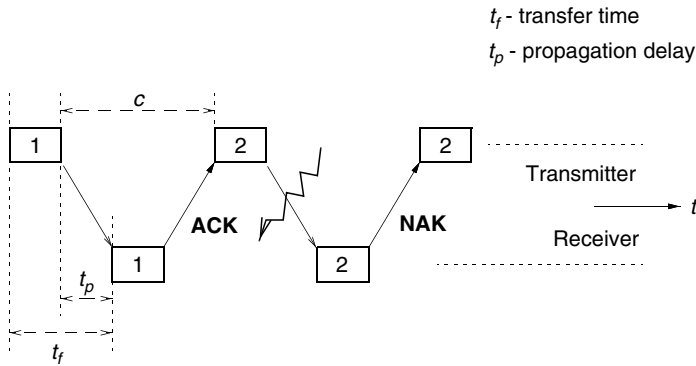 t_f - transfer time
t_p - propagation delay
c
1 2 2
Transmitter
ACK NAK t
Receiver
1 2
t_p
t_f